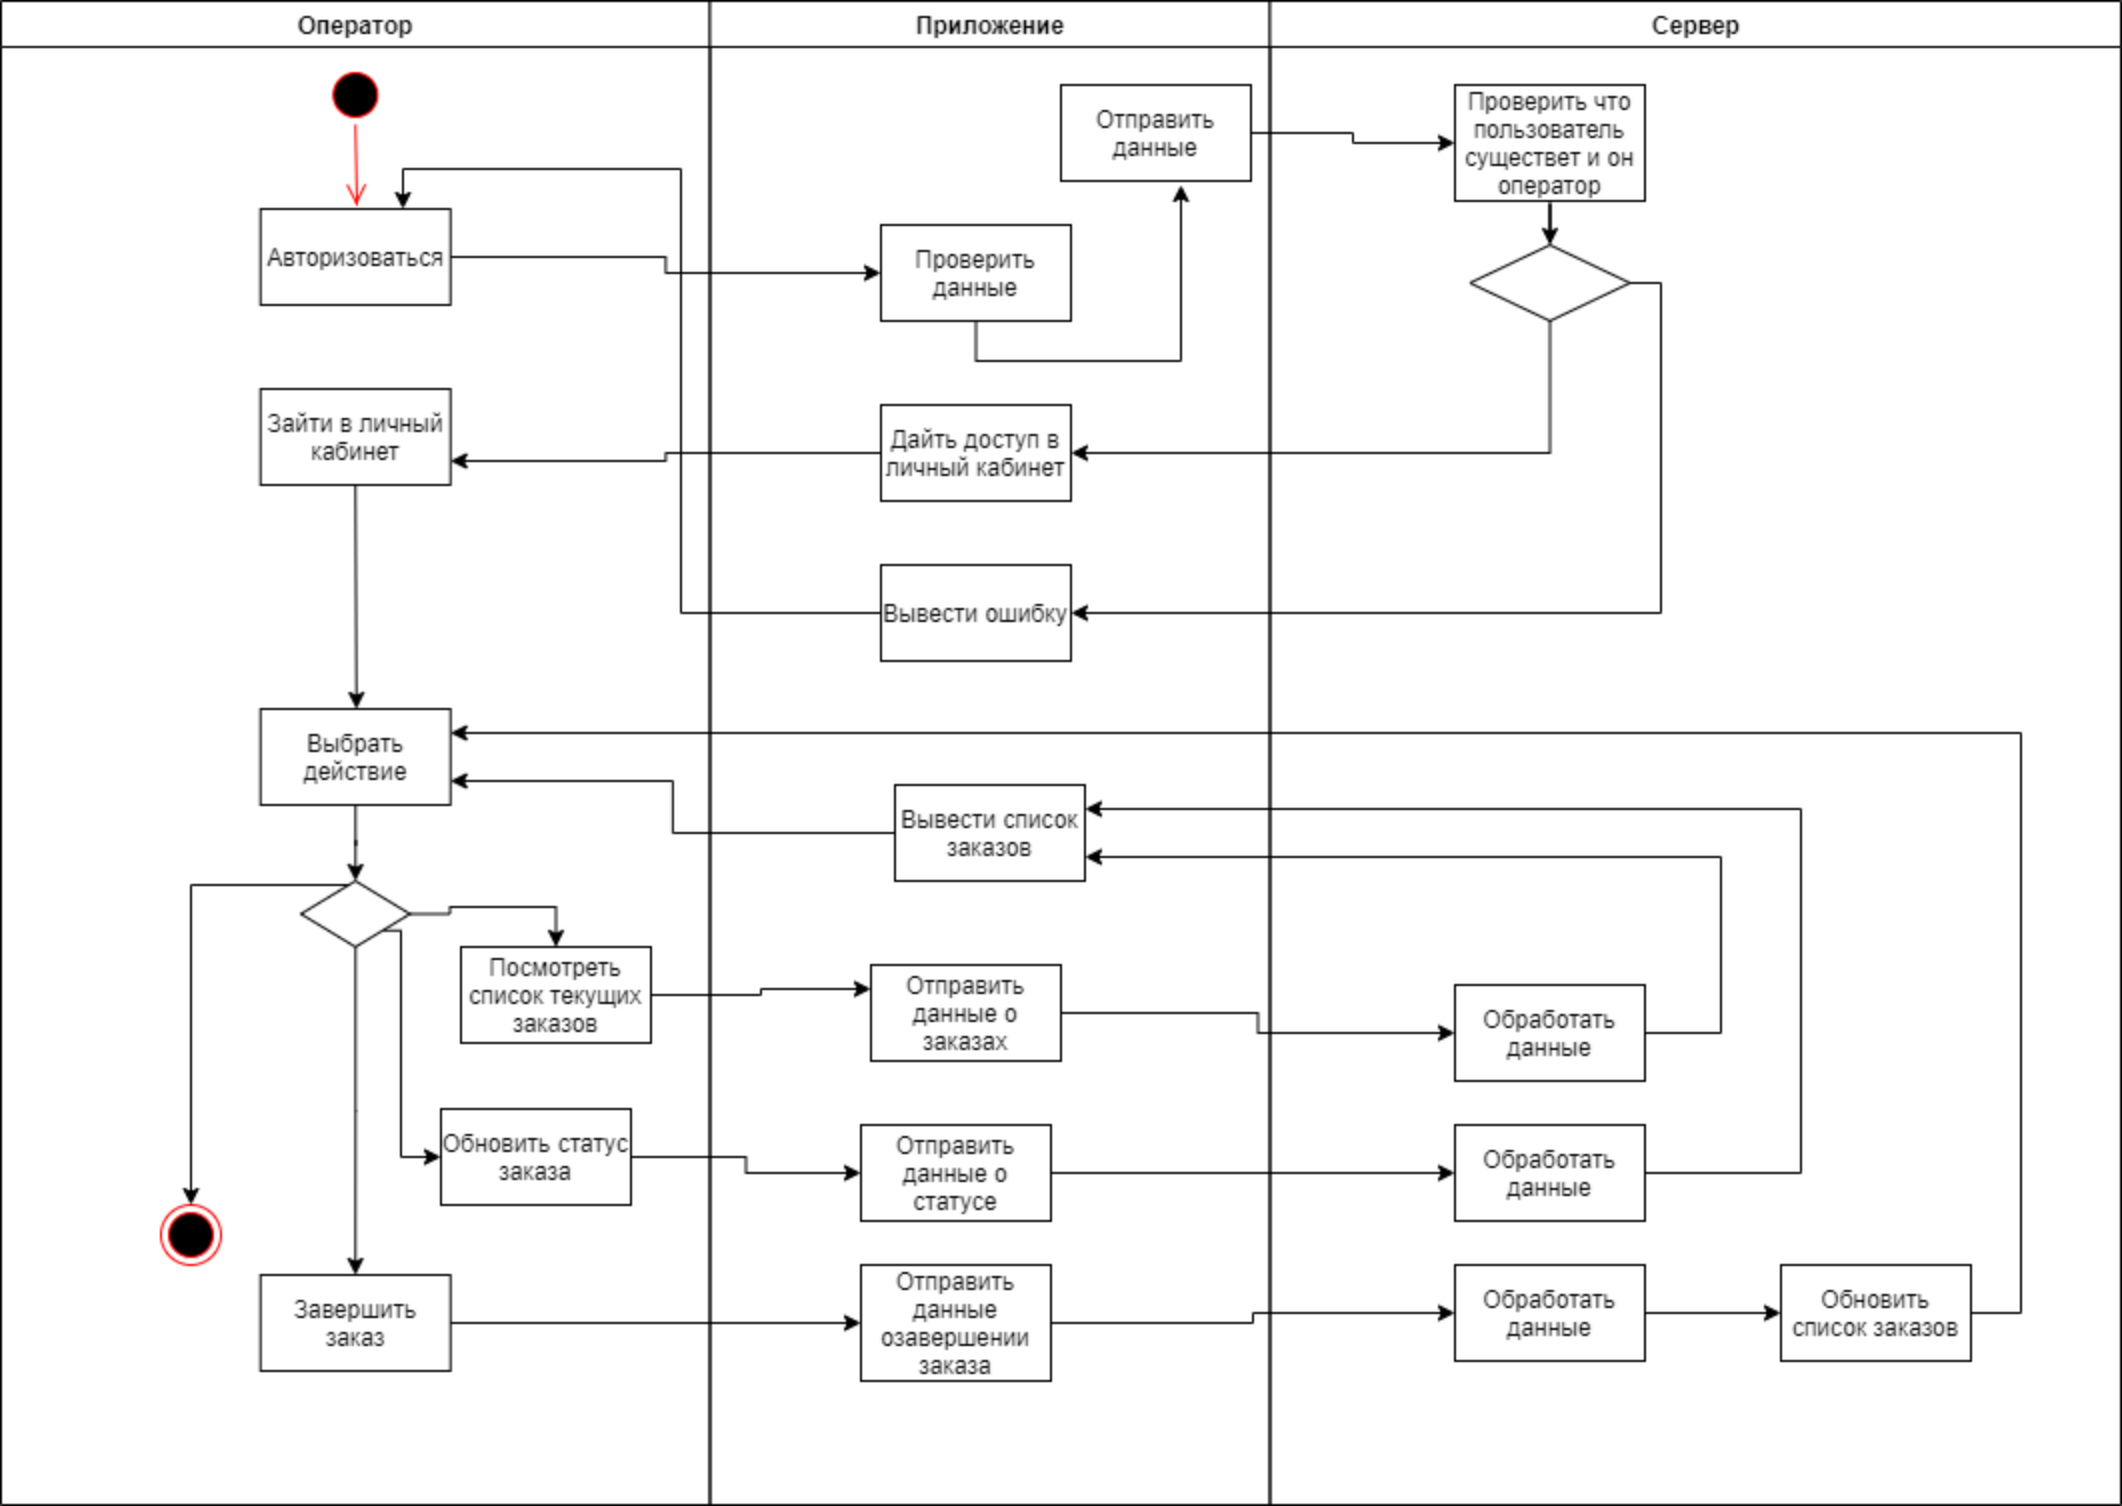 Оператор
Приложение
Сервер
Отправить
данные
Проверить что
пользователь
существет и он
оператор
Авторизоваться
Проверить
данные
Зайти в личный
кабинет
Дайть доступ в
личный кабинет
Вывести ошибку
Выбрать
действие
Вывести список
заказов
Посмотреть
список текущих
заказов
Отправить
данные о
заказах
Обработать
данные
Обновить статус
заказа
Отправить
данные о
статусе
Обработать
данные
Завершить
заказ
Отправить
данные
озавершении
заказа
Обработать
данные
Обновить
список заказов